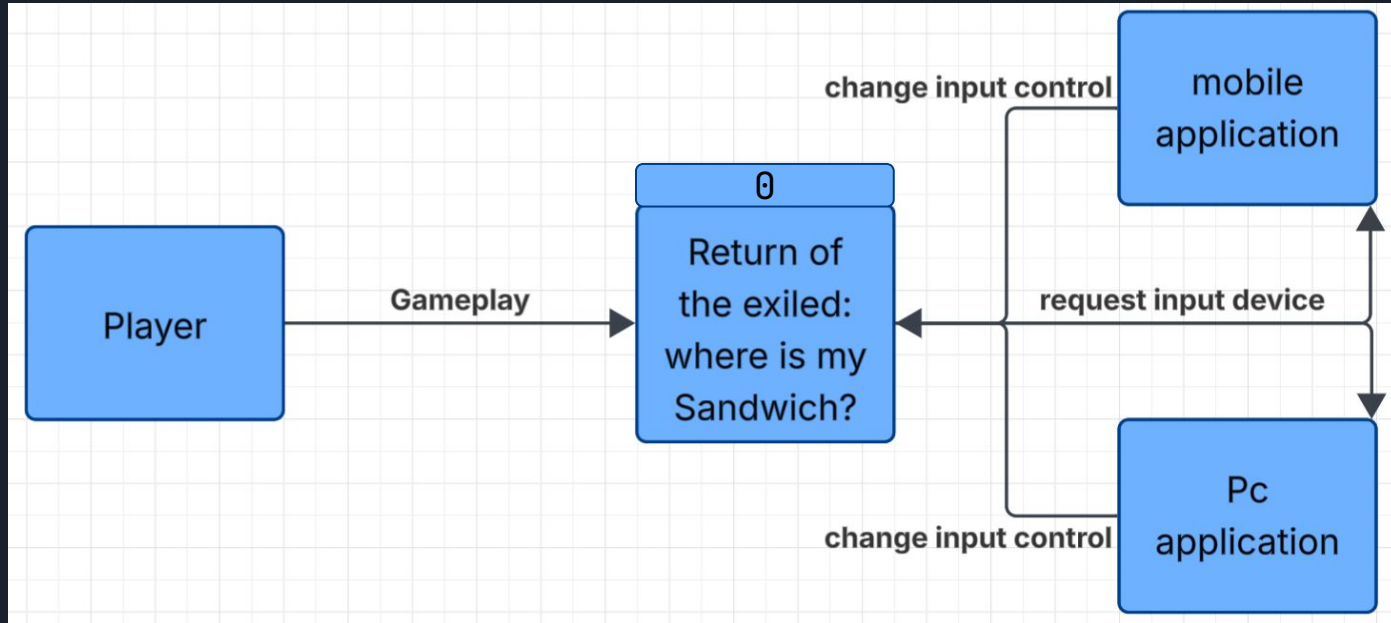 change input control
mobile
application
0
Return of
the exiled:
where is my
Sandwich?
Player
Gameplay
request input device
Pc
application
change input control